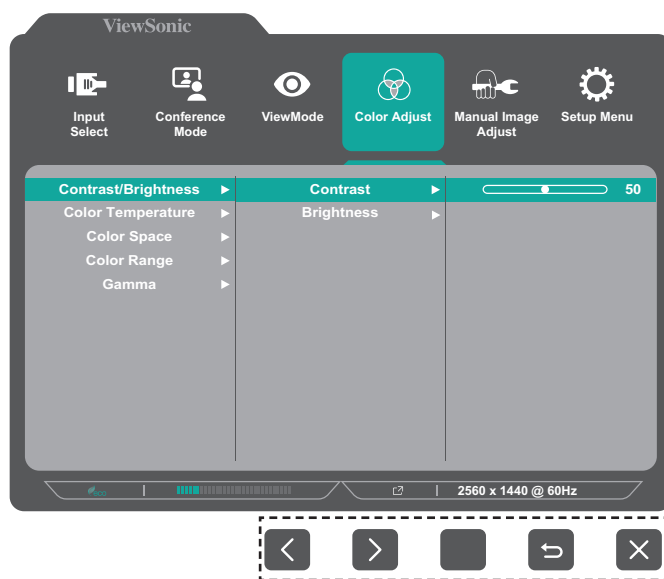 ViewSonic
Input
Select
Conference
Mode
ViewMode
Color Adjust
Manual Image
Adjust
Setup Menu
Contrast/Brightness
Contrast
50
Color Temperature
Brightness
Color Space
Color Range
Gamma
eco
2560 x 1440 @ 60Hz